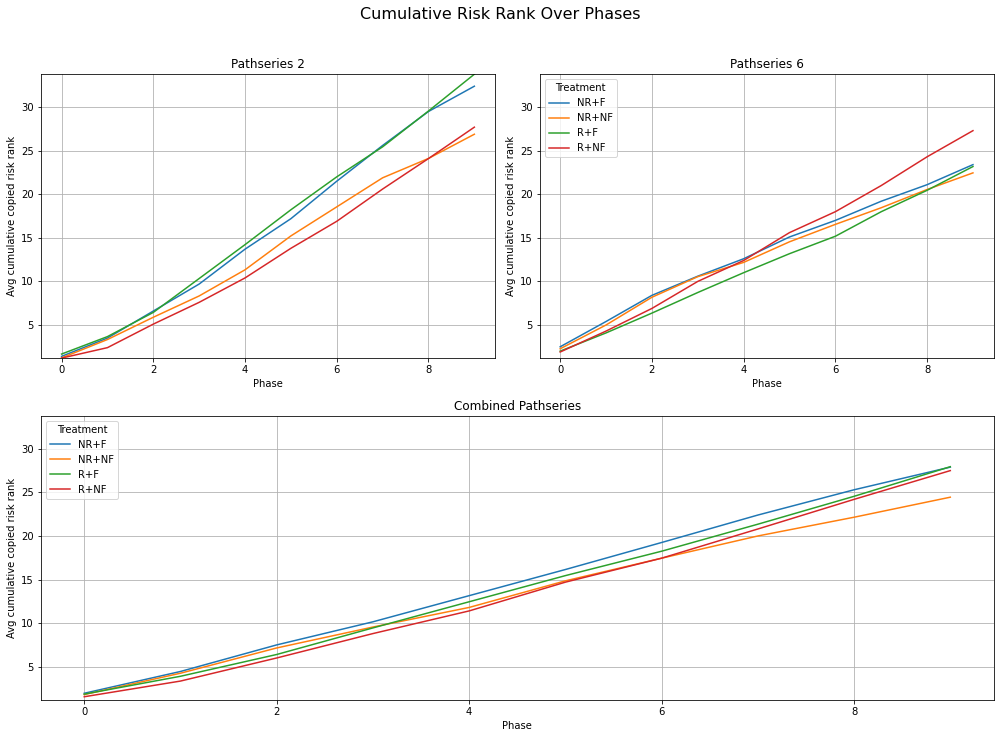 Cumulative Risk Rank Over Phases
Pathseries 2
Avg cumulative copied risk rank
30
25
20
15
10
5
0 2 4 6 8
Phase
Pathseries 6
Treatment
NR+F
NR+NF
R+F
R+NF
Avg cumulative copied risk rank
30
25
20
15
10
5
0 2 4 6 8
Phase
Combined Pathseries
Treatment
NR+F
NR+NF
R+F
R+NF
Avg cumulative copied risk rank
30
25
20
15
10
5
0 2 4 6 8
Phase